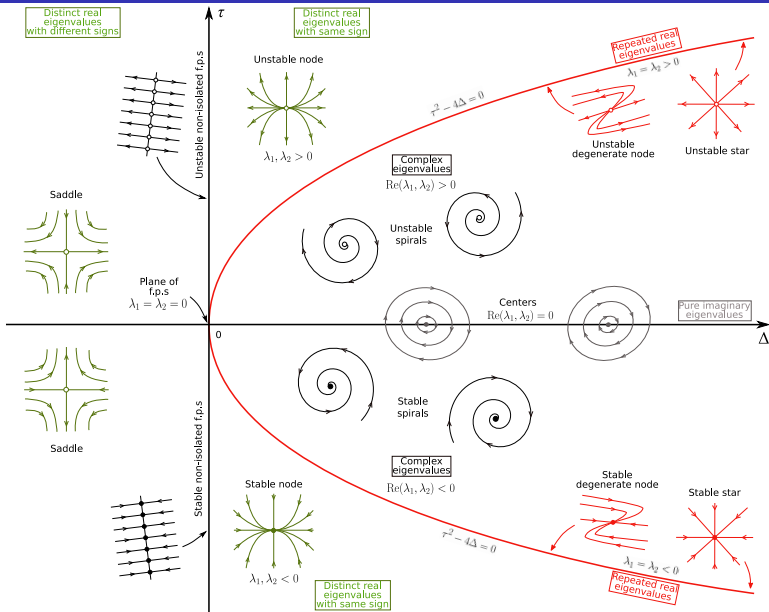 Distinct real
eigenvalues
with different signs
τ
Distinct real
eigenvalues
with same sign
Repeated real
eigenvalues
λ₁ = λ₂ > 0
Unstable node
λ₁, λ₂ > 0
Unstable non-isolated f.p.s
τ²−4Δ=0
Unstable
degenerate node
Unstable star
Complex
eigenvalues
Re(λ₁, λ₂) > 0
Saddle
Unstable
spirals
Plane of
f.p.s
λ₁ = λ₂ = 0
Centers
Re(λ₁, λ₂) = 0
Pure imaginary
eigenvalues
0
Δ
Saddle
Stable
spirals
Stable non-isolated f.p.s
Complex
eigenvalues
Re(λ₁, λ₂) < 0
Stable node
λ₁, λ₂ < 0
Stable
degenerate node
Stable star
τ²−4Δ=0
λ₁ = λ₂ < 0
Repeated real
eigenvalues
Distinct real
eigenvalues
with same sign